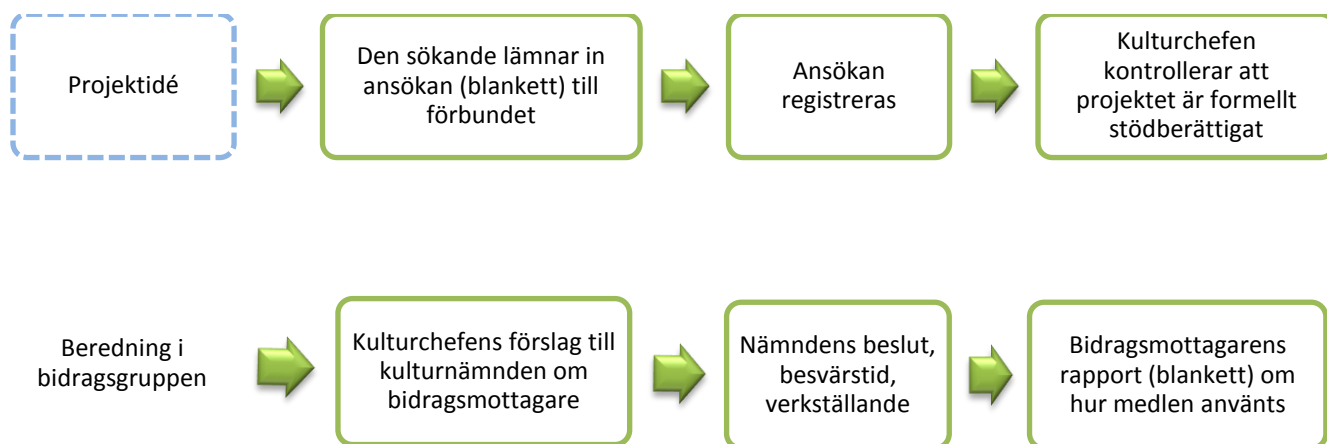 Projektidé
Den sökande lämnar in
ansökan (blankett) till
förbundet
Ansökan
registreras
Kulturchefen
kontrollerar att
projektet är formellt
stödberättigat
Beredning i
bidragsgruppen
Kulturchefens förslag till
kulturnämnden om
bidragsmottagare
Nämndens beslut,
besvärstid,
verkställande
Bidragsmottagarens
rapport (blankett) om
hur medlen använts